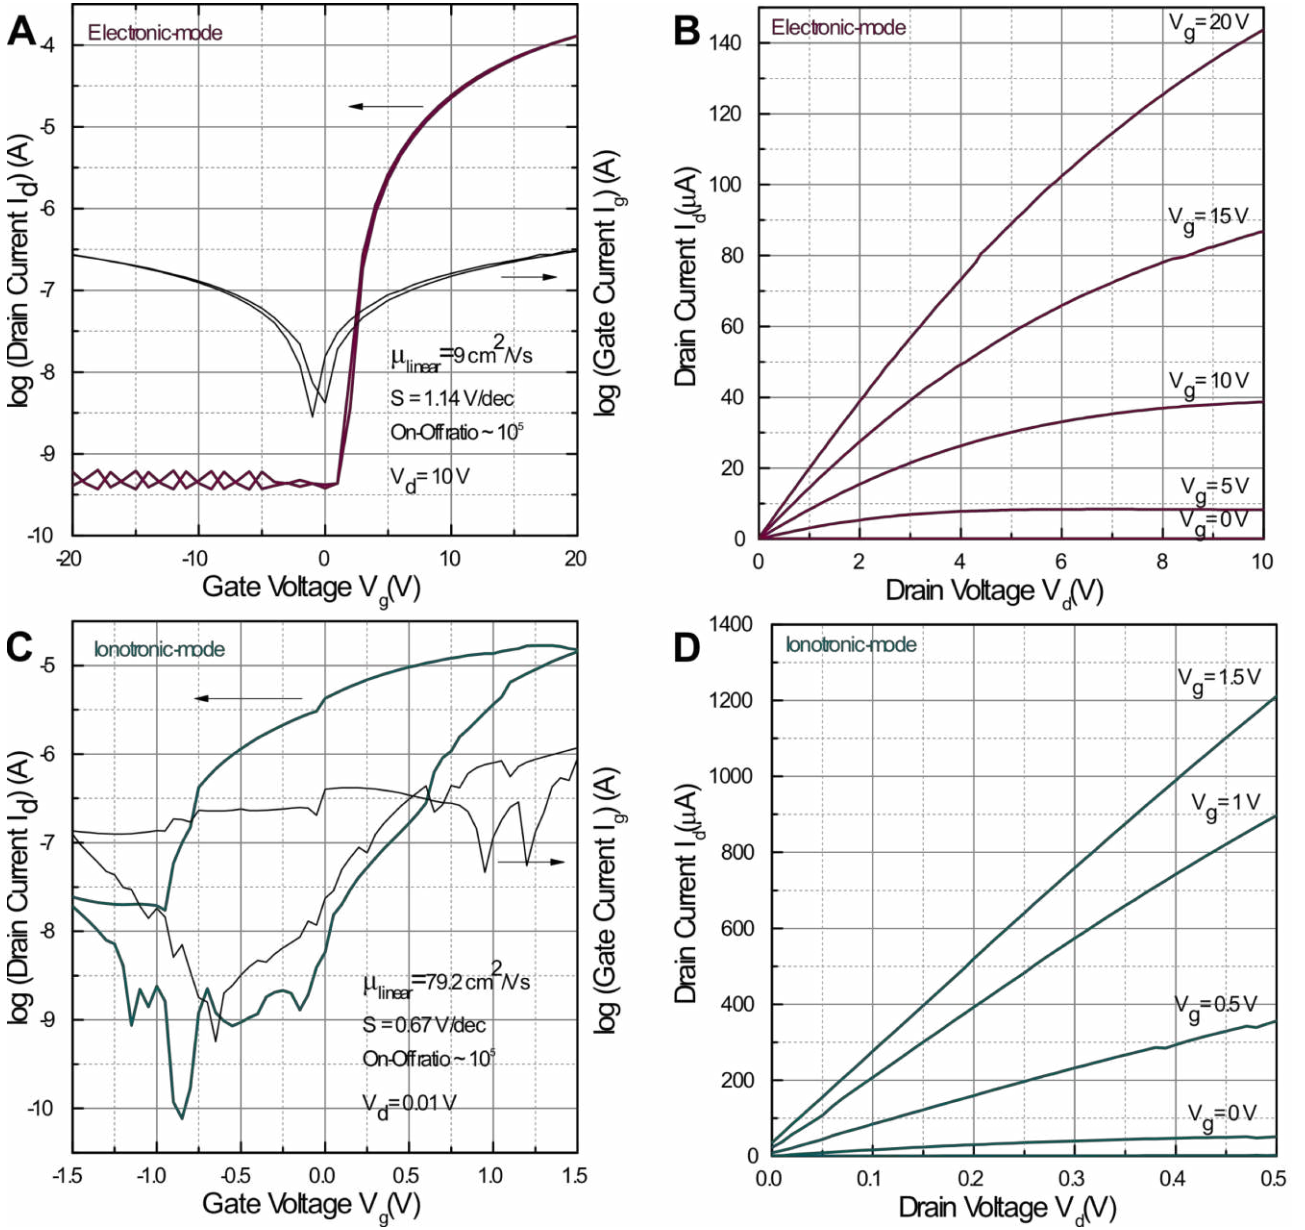 A
Electronic-mode
log (Drain Current I_d) (A)
-4
-5
-6
-7
-8
-9
-10
μ_linear=9 cm²/Vs
S = 1.14 V/dec
On-Off ratio ~ 10⁵
V_d= 10 V
log (Gate Current I_g) (A)
-20
-10
0
10
20
Gate Voltage V_g(V)
B
Electronic-mode
Drain Current I_d(μA)
140
120
100
80
60
40
20
0
V_g= 20 V
V_g= 15 V
V_g= 10 V
V_g= 5 V
V_g= 0 V
0
2
4
6
8
10
Drain Voltage V_d(V)
C
Ionotronic-mode
log (Drain Current I_d) (A)
-5
-6
-7
-8
-9
-10
μ_linear=79.2 cm²/Vs
S = 0.67 V/dec
On-Off ratio ~ 10⁵
V_d= 0.01 V
log (Gate Current I_g) (A)
-1.5
-1.0
-0.5
0.0
0.5
1.0
1.5
Gate Voltage V_g(V)
D
Ionotronic-mode
Drain Current I_d(μA)
1400
1200
1000
800
600
400
200
0
V_g= 1.5 V
V_g= 1 V
V_g= 0.5 V
V_g= 0 V
0.0
0.1
0.2
0.3
0.4
0.5
Drain Voltage V_d(V)